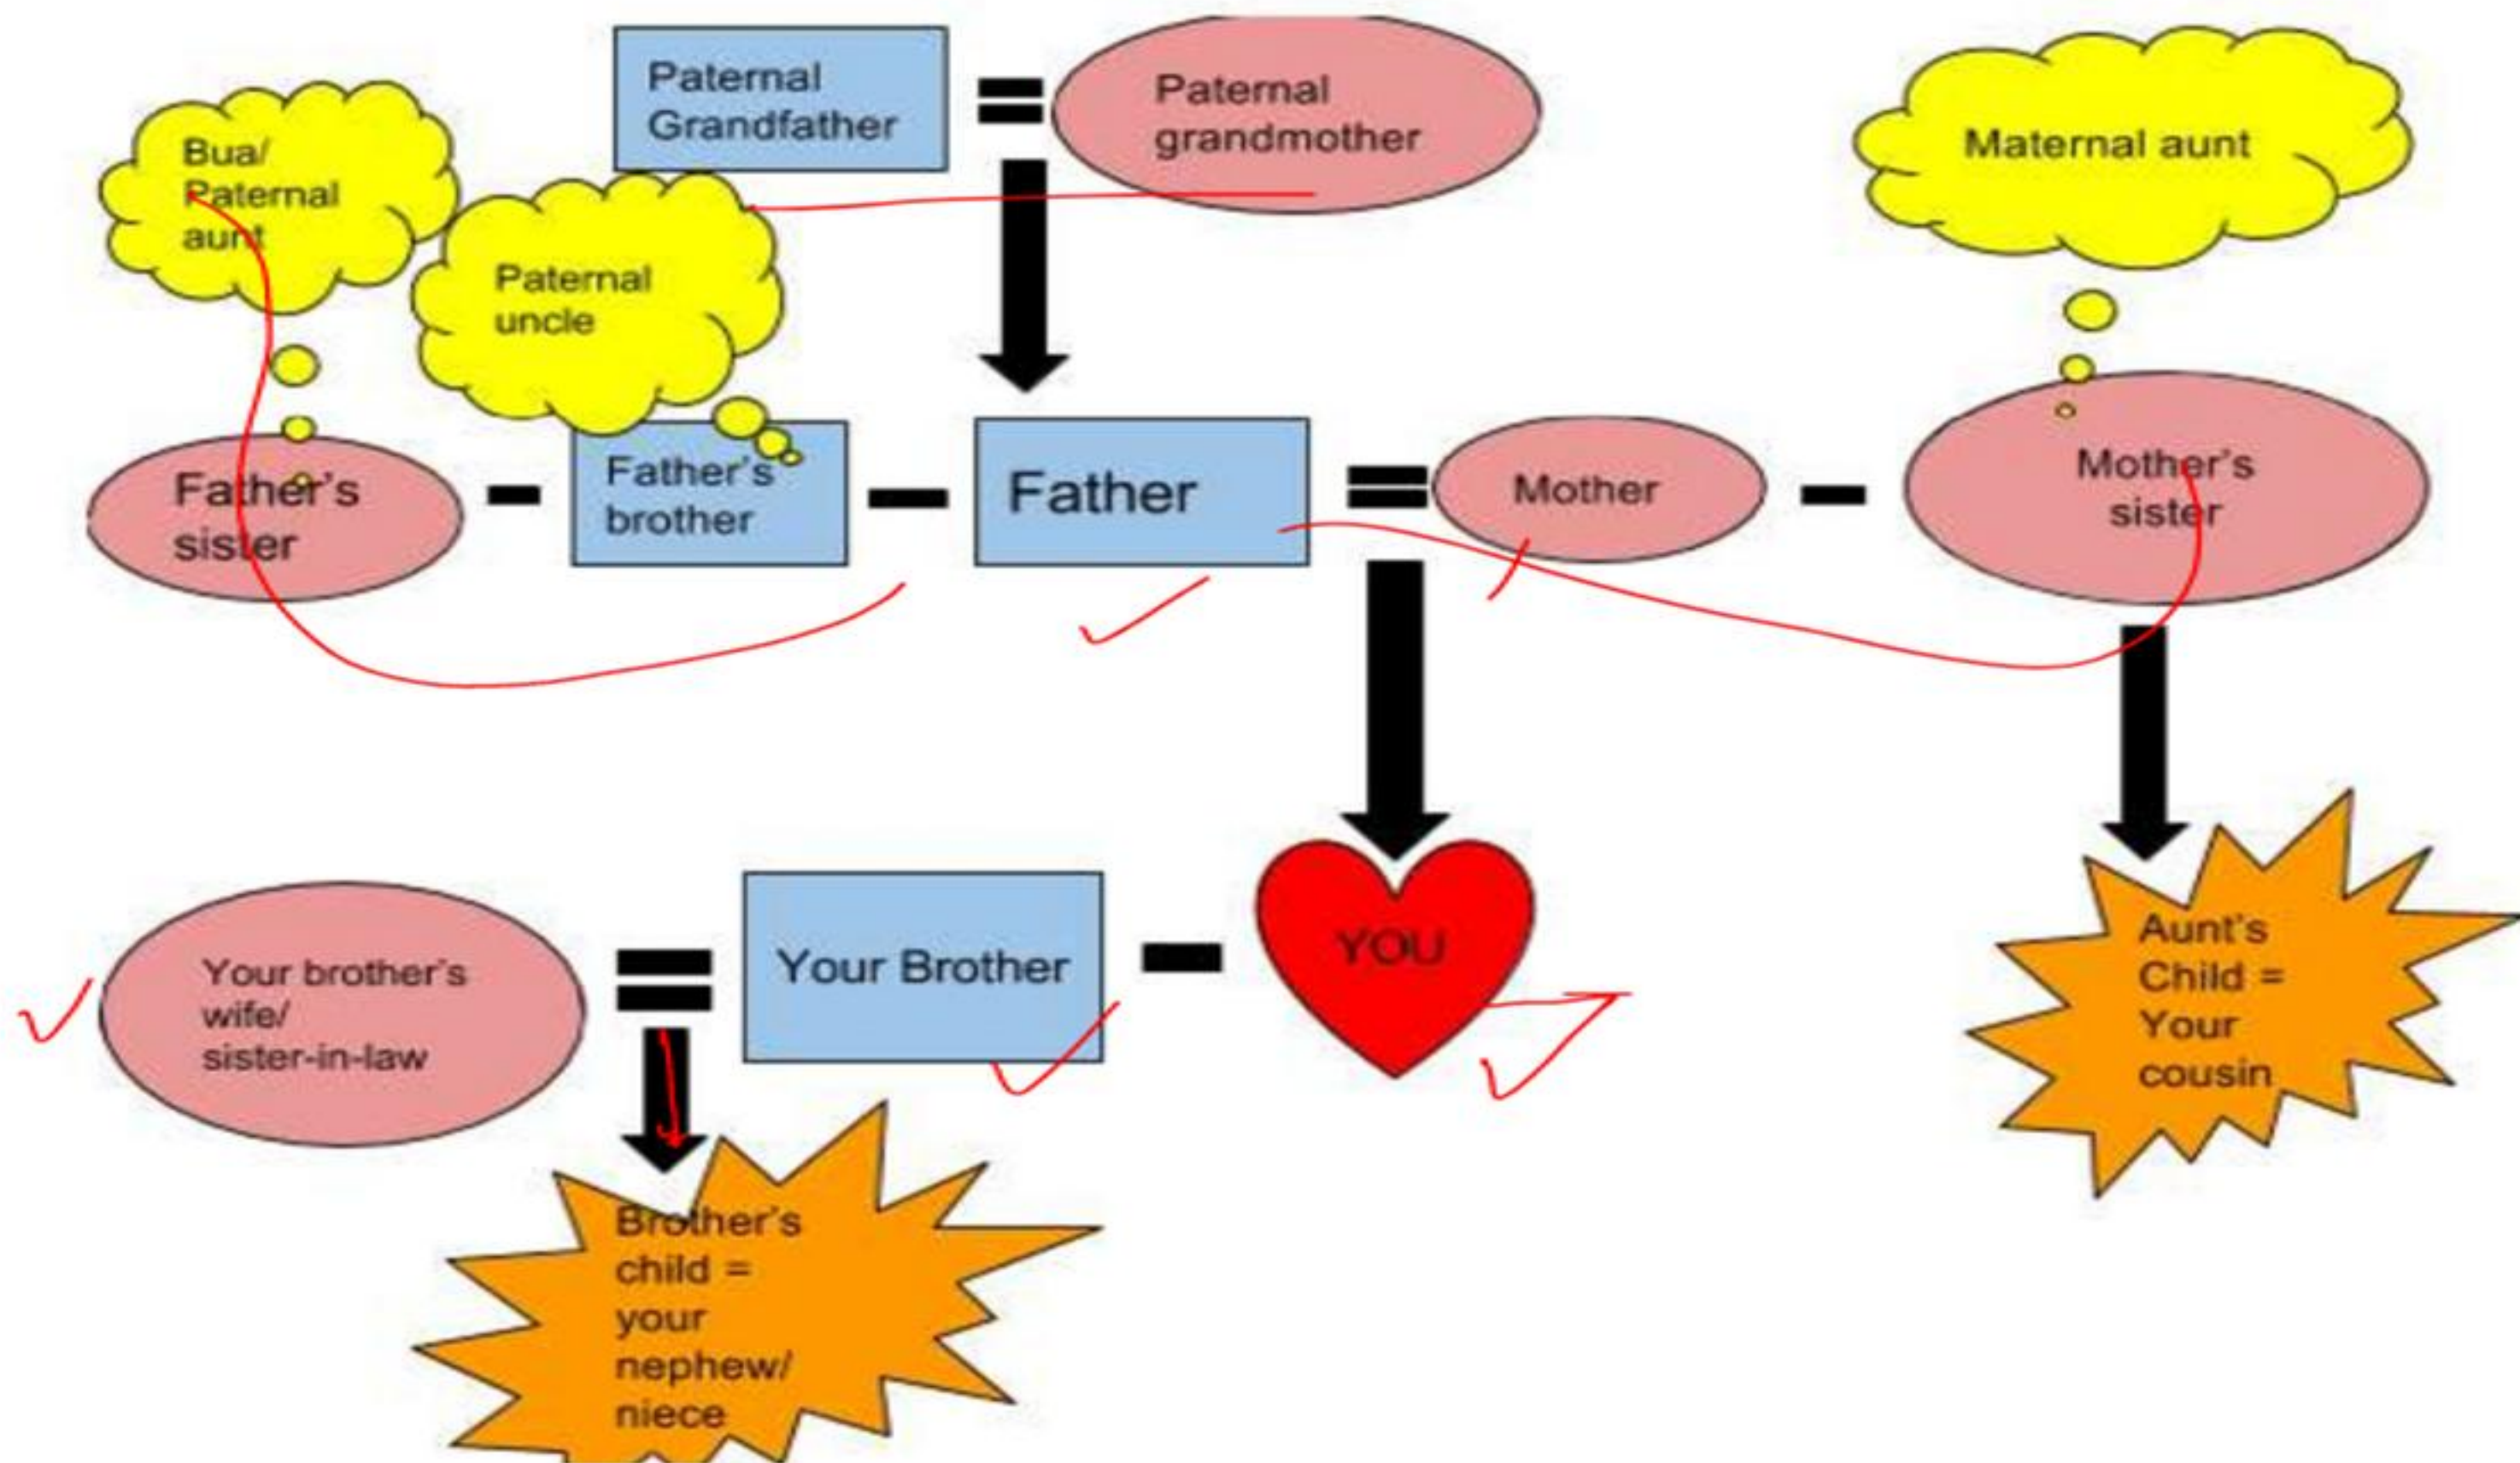 Paternal
Grandfather
Paternal
grandmother
Bua/
Paternal
aunt
Paternal
uncle
Maternal aunt
Father's
sister
Father's
brother
Father
Mother
Mother's
sister
Your brother's
wife/
sister-in-law
Your Brother
YOU
Aunt's
Child =
Your
cousin
Brother's
child =
your
nephew/
niece